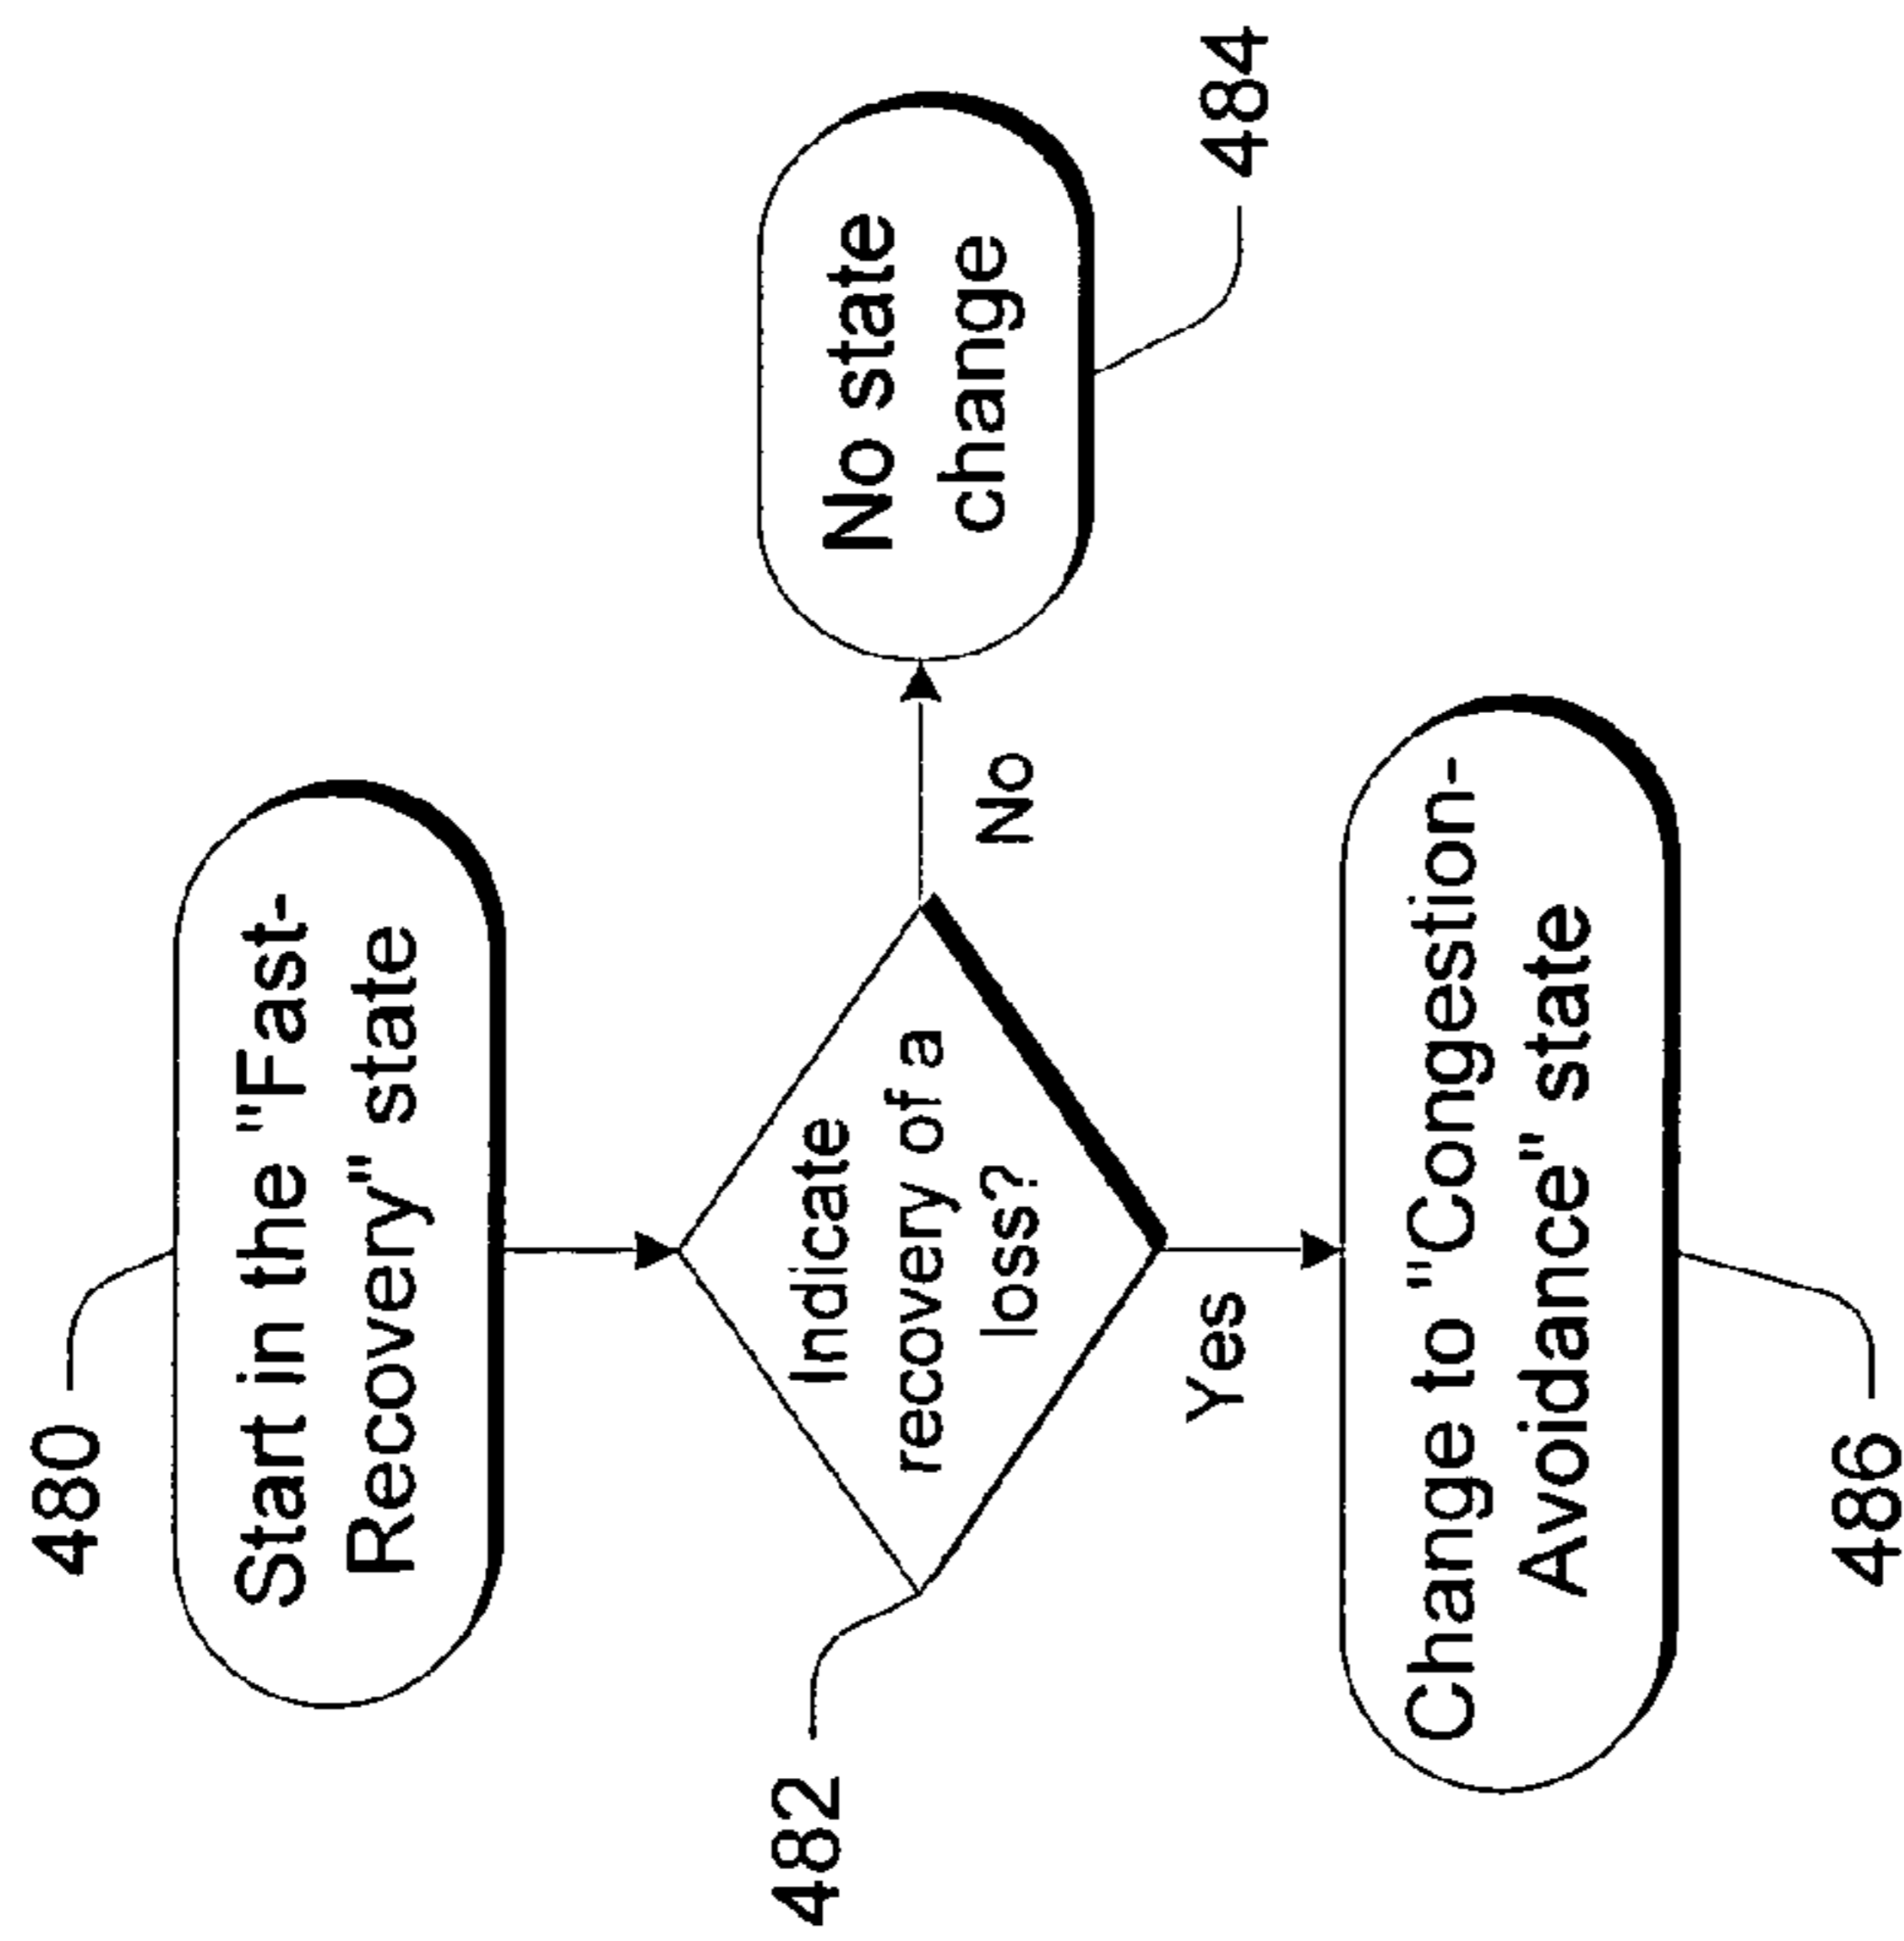 480
Start in the "Fast-
Recovery" state
482
Indicate
recovery of a
loss?
No
No state
change
484
Yes
Change to "Congestion-
Avoidance" state
486